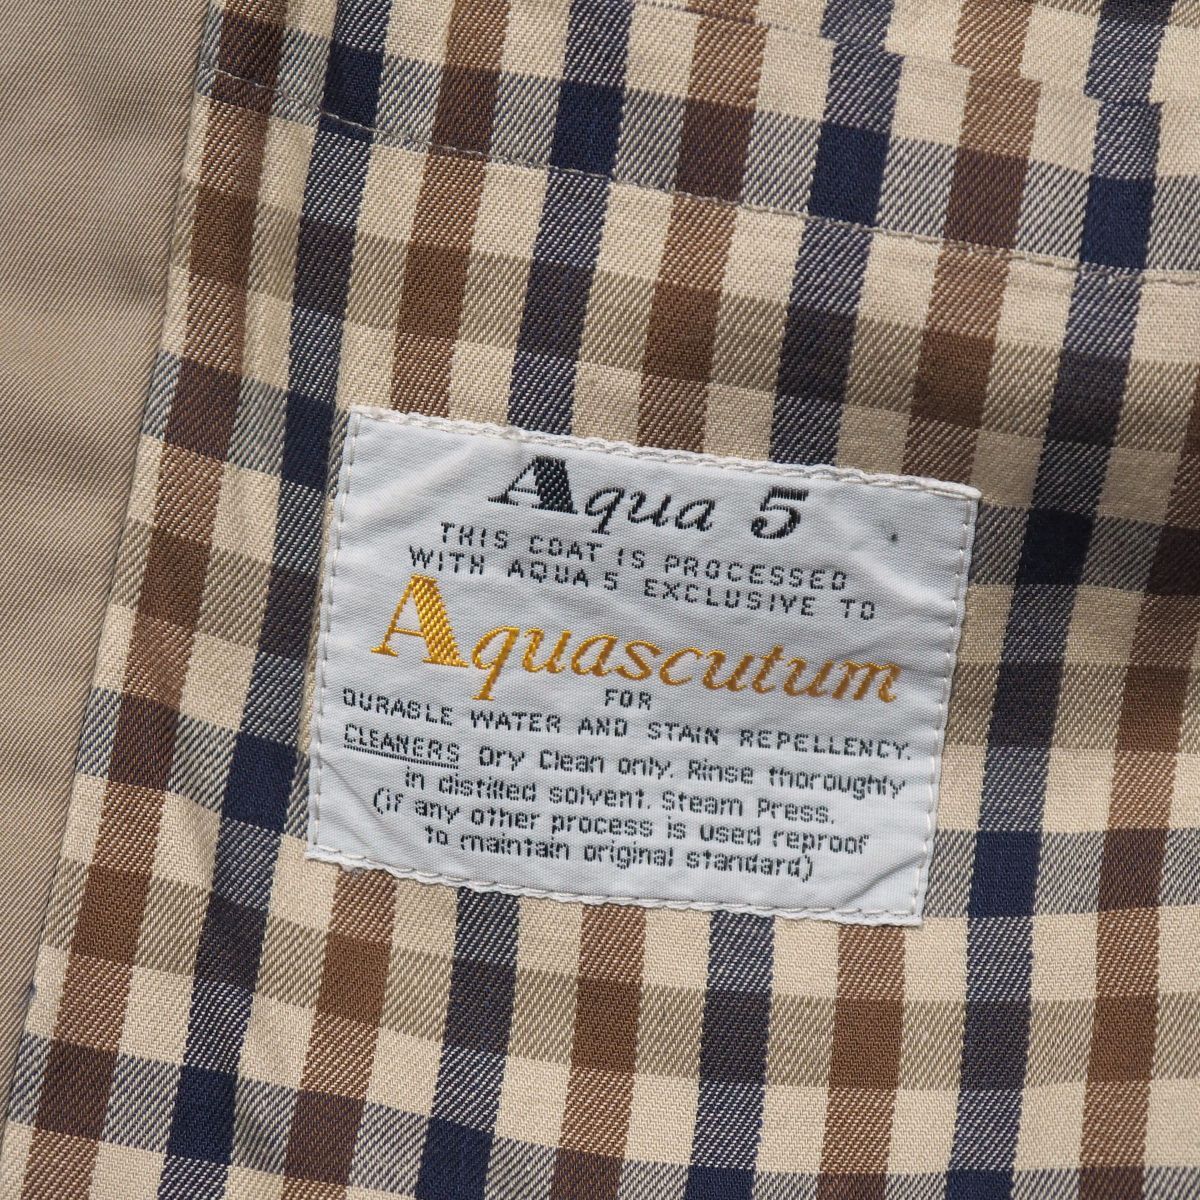 Aqua 5
THIS COAT IS PROCESSED
WITH AQUA 5 EXCLUSIVE TO
Aquascutum
FOR
DURABLE WATER AND STAIN REPELLENCY.
CLEANERS Dry Clean only. Rinse thoroughly
in distilled solvent. Steam Press.
(if any other process is used reproof
to maintain original standard)